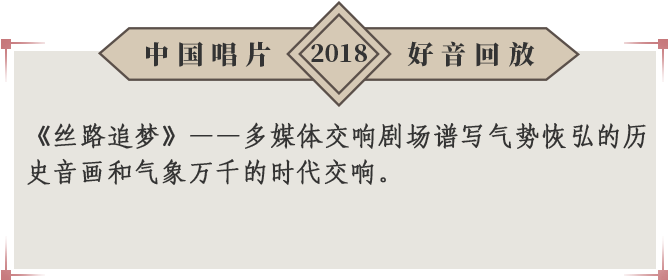 中国唱片 2018 好音回放
《丝路追梦》——多媒体交响剧场谱写气势恢弘的历
史音画和气象万千的时代交响。